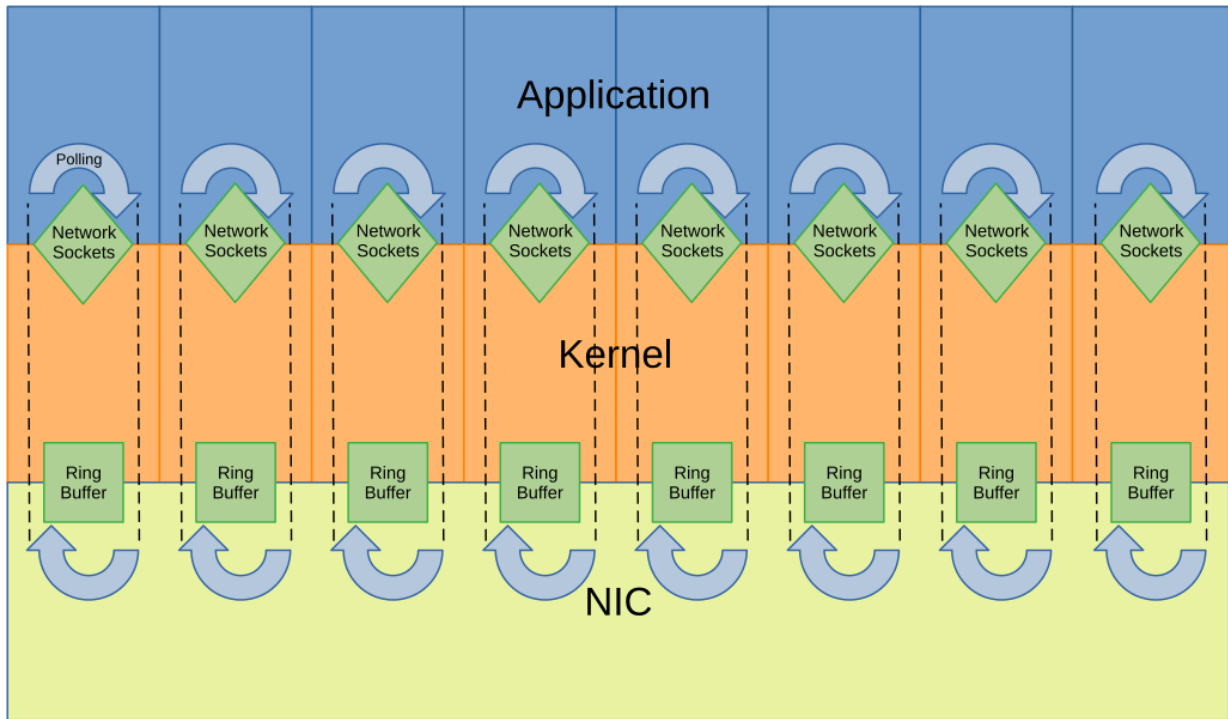 Application
Polling
Network
Sockets
Network
Sockets
Network
Sockets
Network
Sockets
Network
Sockets
Network
Sockets
Network
Sockets
Network
Sockets
Kernel
Ring
Buffer
Ring
Buffer
Ring
Buffer
Ring
Buffer
Ring
Buffer
Ring
Buffer
Ring
Buffer
Ring
Buffer
NIC